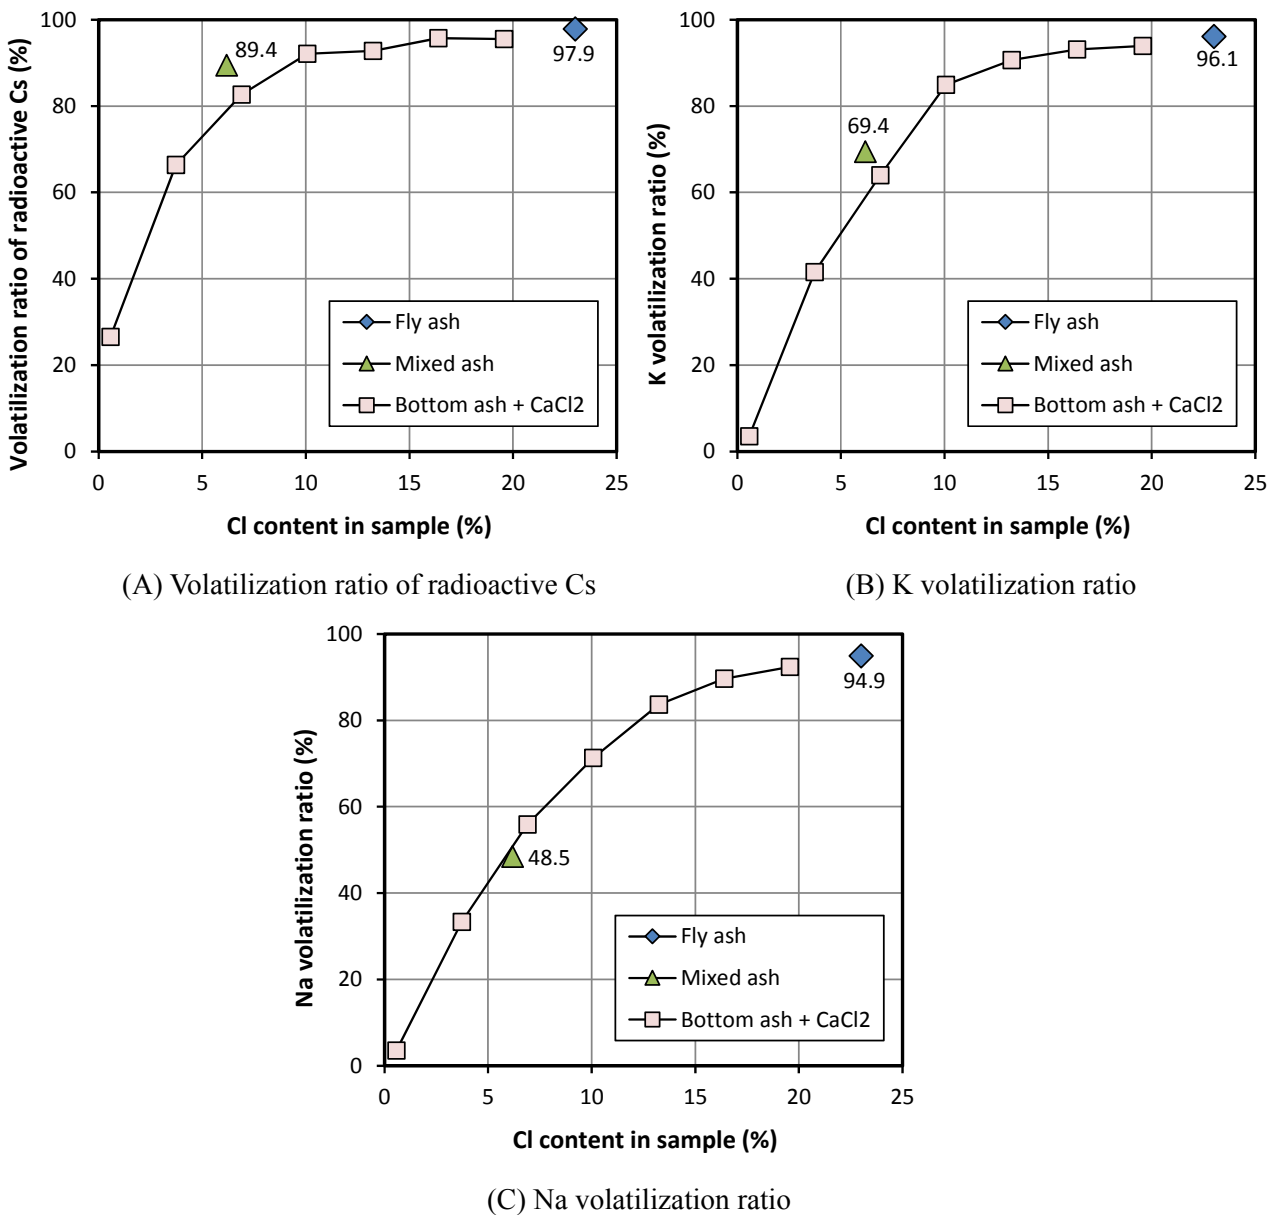 Volatilization ratio of radioactive Cs (%)
100
80
60
40
20
0
89.4
97.9
Fly ash
Mixed ash
Bottom ash + CaCl2
0 5 10 15 20 25
Cl content in sample (%)
(A) Volatilization ratio of radioactive Cs
K volatilization ratio (%)
100
80
60
40
20
0
69.4
96.1
Fly ash
Mixed ash
Bottom ash + CaCl2
0 5 10 15 20 25
Cl content in sample (%)
(B) K volatilization ratio
Na volatilization ratio (%)
100
80
60
40
20
0
94.9
48.5
Fly ash
Mixed ash
Bottom ash + CaCl2
0 5 10 15 20 25
Cl content in sample (%)
(C) Na volatilization ratio